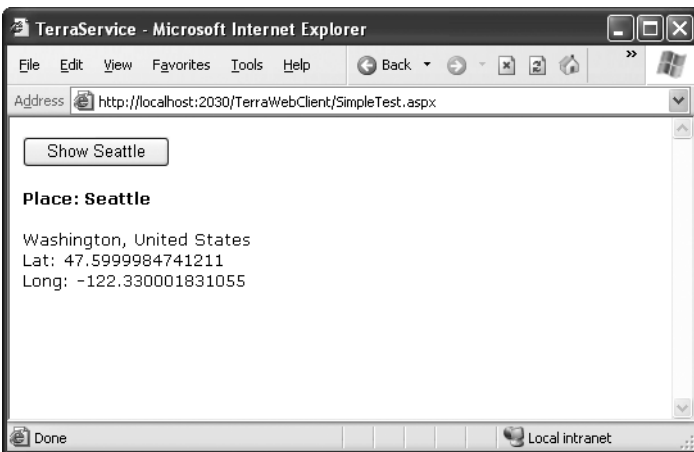 TerraService - Microsoft Internet Explorer
File Edit View Favorites Tools Help Back »
Address http://localhost:2030/TerraWebClient/SimpleTest.aspx
Show Seattle
Place: Seattle
Washington, United States
Lat: 47.5999984741211
Long: -122.330001831055
Done Local intranet